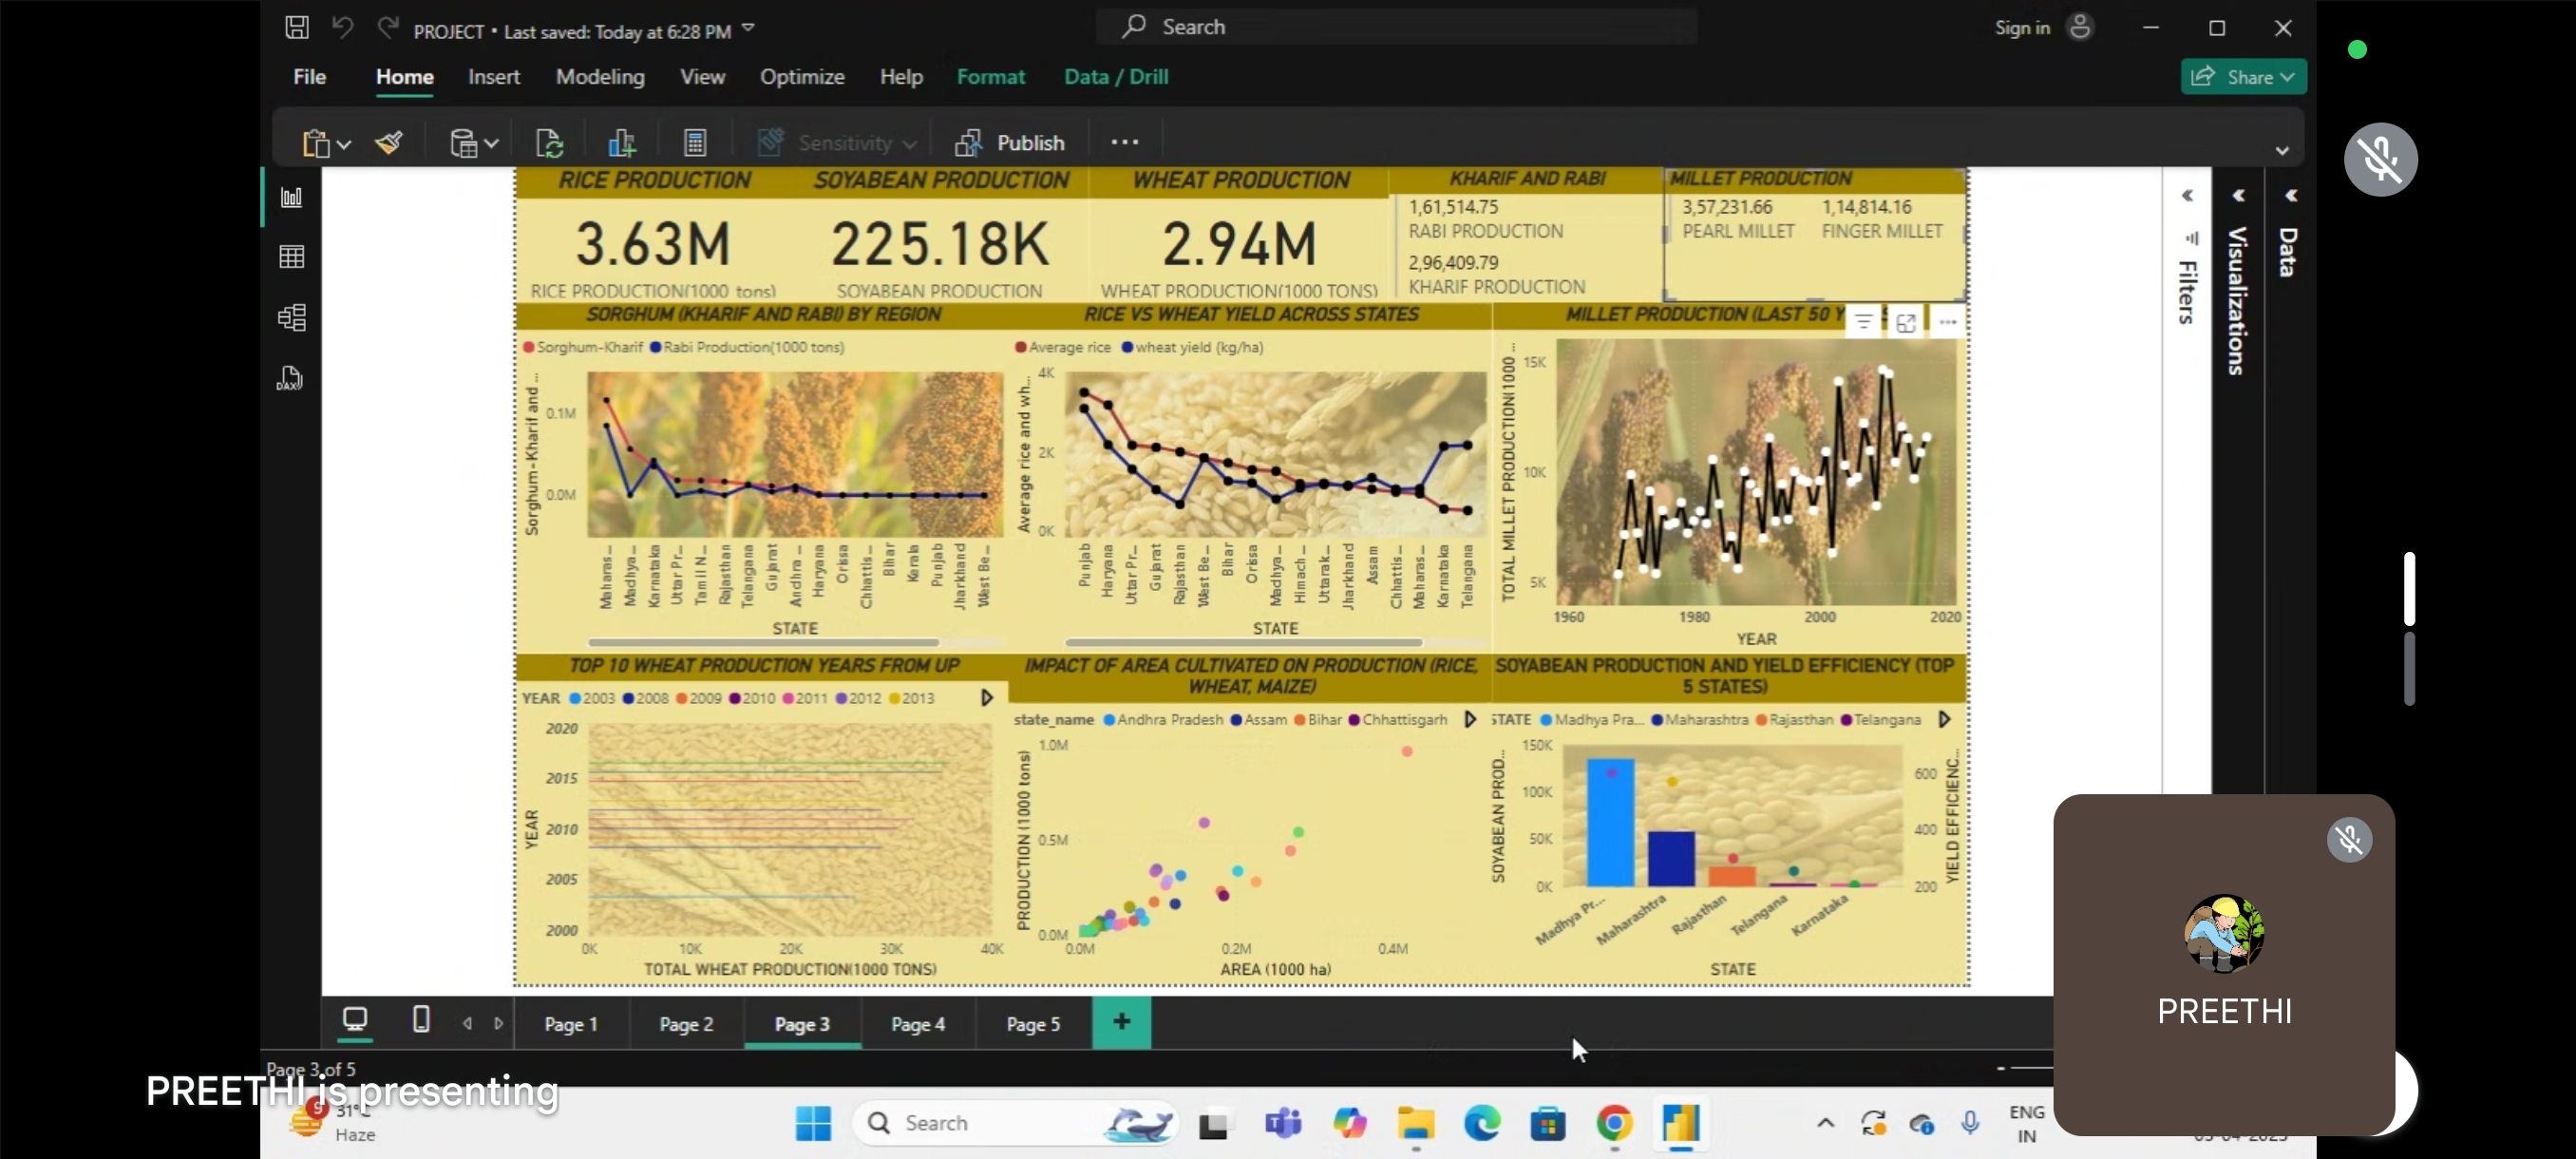 PROJECT • Last saved: Today at 6:28 PM
Search
Sign in
File Home Insert Modeling View Optimize Help Format Data / Drill
Share
Sensitivity
Publish
RICE PRODUCTION
3.63M
RICE PRODUCTION(1000 tons)
SOYABEAN PRODUCTION
225.18K
SOYABEAN PRODUCTION
WHEAT PRODUCTION
2.94M
WHEAT PRODUCTION(1000 TONS)
KHARIF AND RABI
1,61,514.75
RABI PRODUCTION
2,96,409.79
KHARIF PRODUCTION
MILLET PRODUCTION
3,57,231.66 1,14,814.16
PEARL MILLET FINGER MILLET
Filters
Visualizations
Data
SORGHUM (KHARIF AND RABI) BY REGION
Sorghum-Kharif Rabi Production(1000 tons)
Sorghum-Kharif and ...
0.1M
0.0M
Maharas...
Madhya...
Karnataka
Uttar Pr...
Tamil N...
Rajasthan
Telangana
Gujarat
Andhra ...
Haryana
Orissa
Chhattis...
Bihar
Kerala
Punjab
Jharkhand
West Be...
STATE
RICE VS WHEAT YIELD ACROSS STATES
Average rice wheat yield (kg/ha)
Average rice and wh...
4K
2K
0K
Punjab
Haryana
Uttar Pr...
Gujarat
Rajasthan
West Be...
Bihar
Orissa
Madhya...
Himach...
Uttarak...
Jharkhand
Assam
Chhattis...
Maharas...
Karnataka
Telangana
STATE
MILLET PRODUCTION (LAST 50 Y
TOTAL MILLET PRODUCTION(1000 ...
15K
10K
5K
1960 1980 2000 2020
YEAR
TOP 10 WHEAT PRODUCTION YEARS FROM UP
YEAR 2003 2008 2009 2010 2011 2012 2013
YEAR
2020
2015
2010
2005
2000
0K 10K 20K 30K 40K
TOTAL WHEAT PRODUCTION(1000 TONS)
IMPACT OF AREA CULTIVATED ON PRODUCTION (RICE,
WHEAT, MAIZE)
state_name Andhra Pradesh Assam Bihar Chhattisgarh
PRODUCTION (1000 tons)
1.0M
0.5M
0.0M
0.0M 0.2M 0.4M
AREA (1000 ha)
SOYABEAN PRODUCTION AND YIELD EFFICIENCY (TOP
5 STATES)
STATE Madhya Pra... Maharashtra Rajasthan Telangana
SOYABEAN PROD...
150K
100K
50K
0K
600
400
200
YIELD EFFICIENC...
Madhya Pr...
Maharashtra
Rajasthan
Telangana
Karnataka
STATE
Page 1 Page 2 Page 3 Page 4 Page 5 +
Page 3 of 5
PREETHI is presenting
PREETHI
9
31°C
Haze
Search
ENG
IN